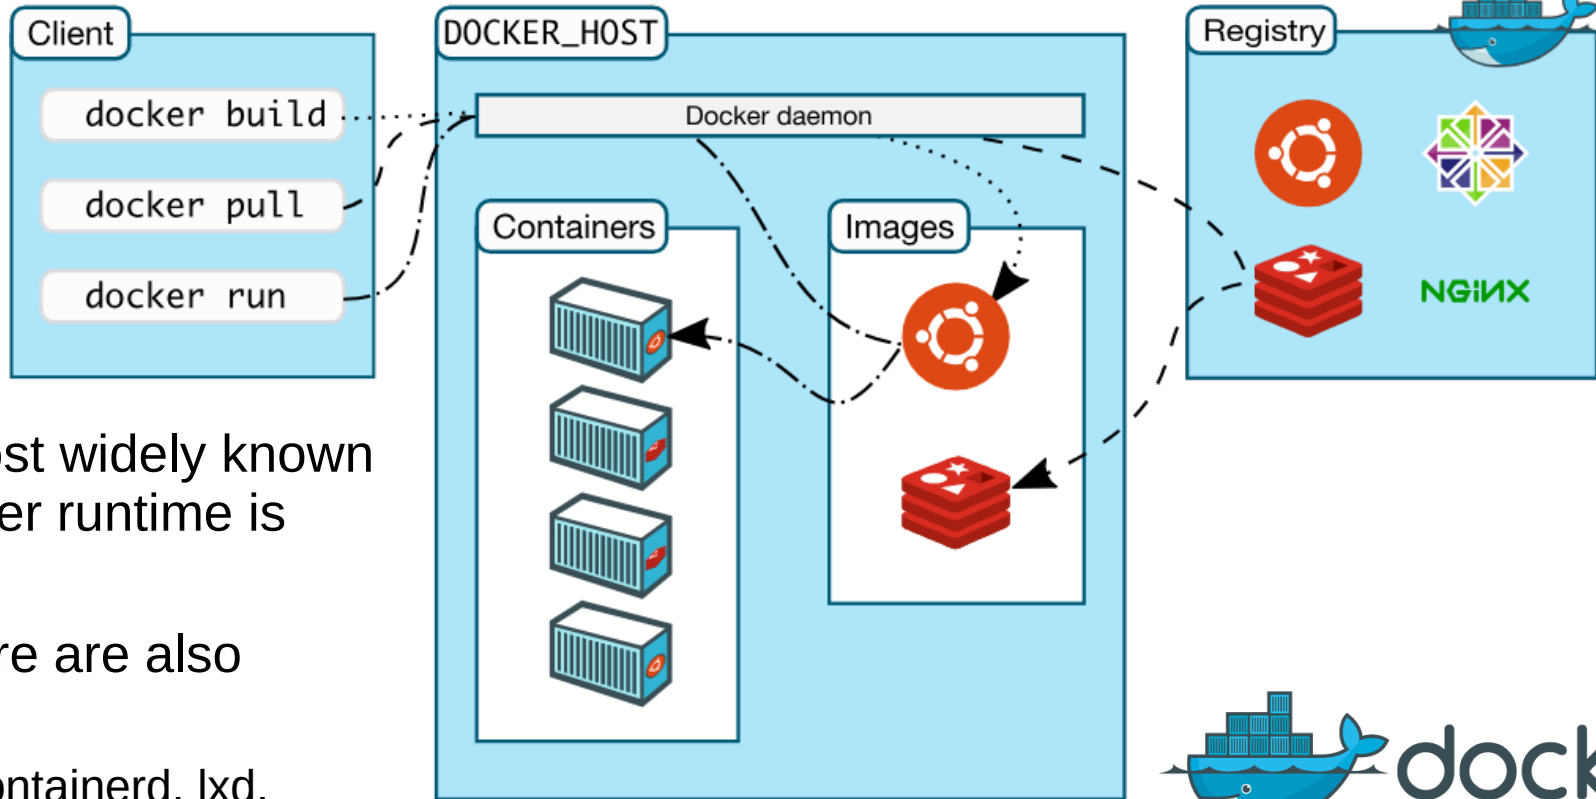 Client
docker build
docker pull
docker run
DOCKER_HOST
Docker daemon
Containers
Images
Registry
NGINX
st widely known
er runtime is
re are also
ntainerd, lxd,
dock